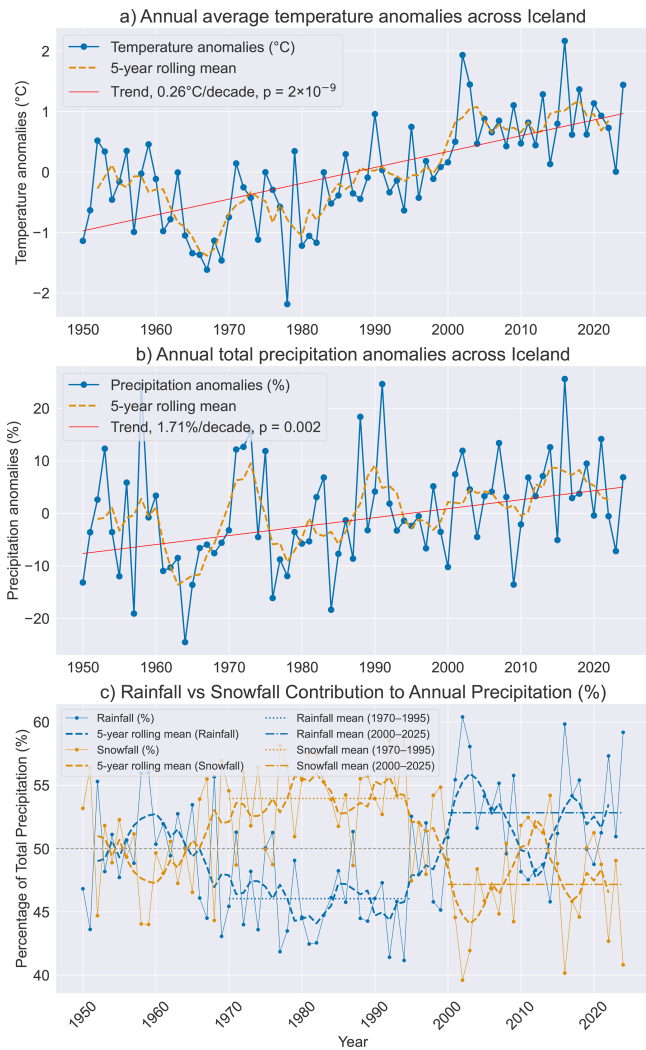 a) Annual average temperature anomalies across Iceland
Temperature anomalies (°C)
2
1
0
−1
−2
Temperature anomalies (°C)
5-year rolling mean
Trend, 0.26°C/decade, p = 2×10⁻⁹
1950 1960 1970 1980 1990 2000 2010 2020
b) Annual total precipitation anomalies across Iceland
Precipitation anomalies (%)
20
10
0
−10
−20
Precipitation anomalies (%)
5-year rolling mean
Trend, 1.71%/decade, p = 0.002
1950 1960 1970 1980 1990 2000 2010 2020
c) Rainfall vs Snowfall Contribution to Annual Precipitation (%)
Percentage of Total Precipitation (%)
60
55
50
45
40
Rainfall (%)
5-year rolling mean (Rainfall)
Snowfall (%)
5-year rolling mean (Snowfall)
Rainfall mean (1970–1995)
Rainfall mean (2000–2025)
Snowfall mean (1970–1995)
Snowfall mean (2000–2025)
1950 1960 1970 1980 1990 2000 2010 2020
Year